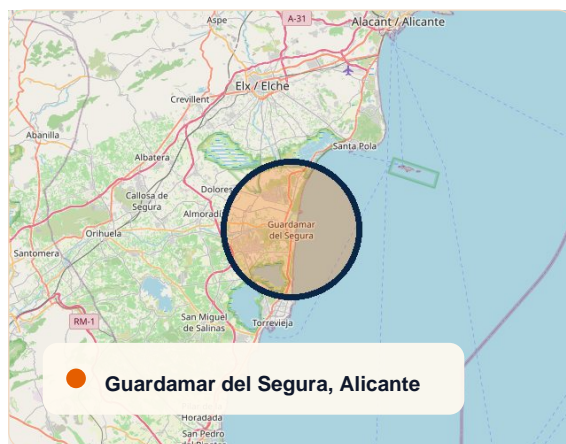 Aspe
A-31
Alacant / Alicante
Elx / Elche
Crevillent
Abanilla
Santa Pola
Albatera
Dolores
Callosa de
Segura
Almoradí
Guardamar
del Segura
Orihuela
Santomera
San Miguel
de Salinas
RM-1
Torrevieja
Guardamar del Segura, Alicante
Horadada
San Pedro